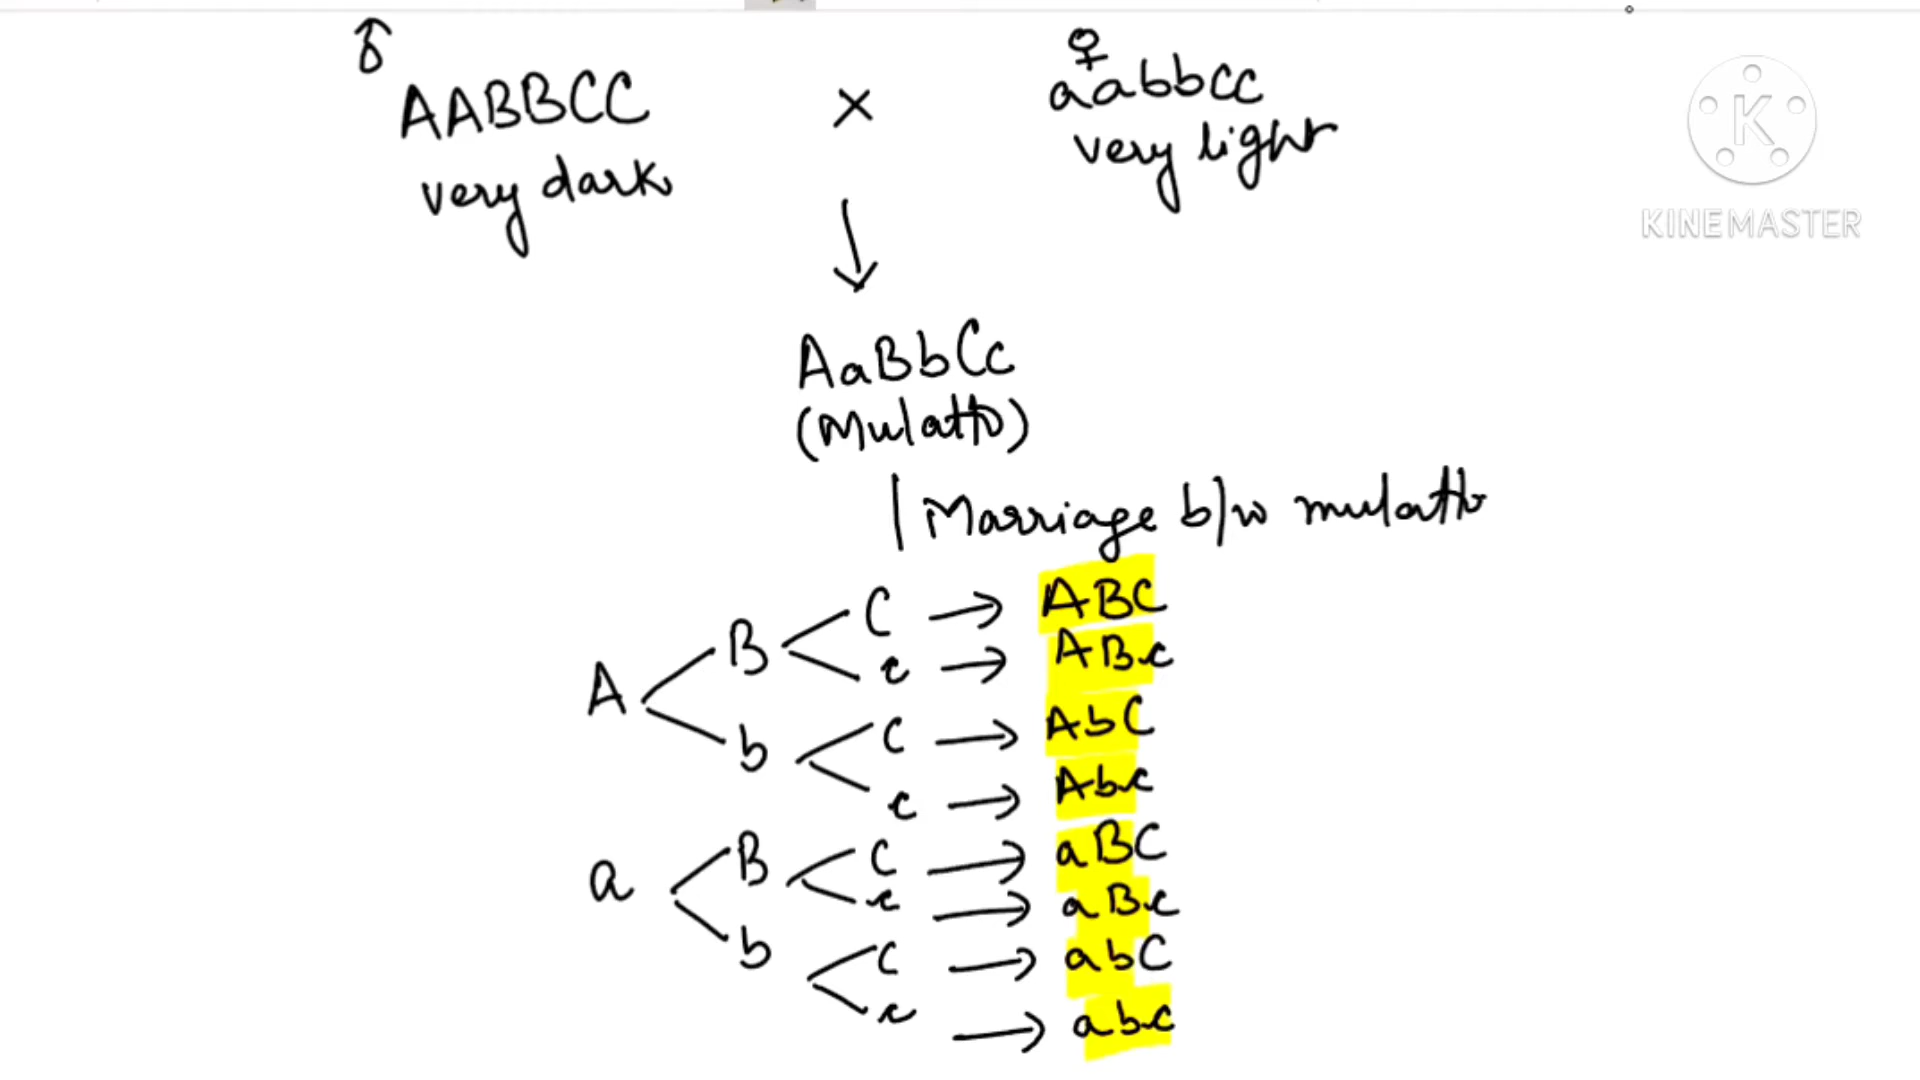 ♂ ♀
AABBCC × aabbcc
very dark very light
KINEMASTER
↓
AaBbCc
(Mulatto)
| Marriage b/w mulatto
A B C → ABC
c → ABc
b C → AbC
c → Abc
a B C → aBC
c → aBc
b C → abC
c → abc